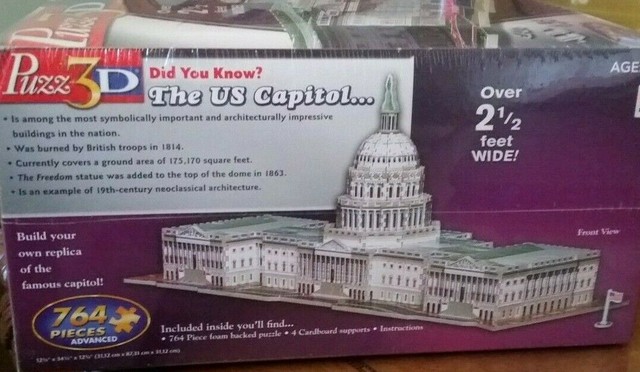 Puzz 3D
Did You Know?
The US Capitol...
• Is among the most symbolically important and architecturally impressive
buildings in the nation.
• Was burned by British troops in 1814.
• Currently covers a ground area of 175,170 square feet.
• The Freedom statue was added to the top of the dome in 1863.
• Is an example of 19th-century neoclassical architecture.
AGE
Over
2 1/2
feet
WIDE!
Front View
Build your
own replica
of the
famous capitol!
764
PIECES
ADVANCED
Included inside you'll find...
• 764 Piece foam backed puzzle • 4 Cardboard supports • Instructions